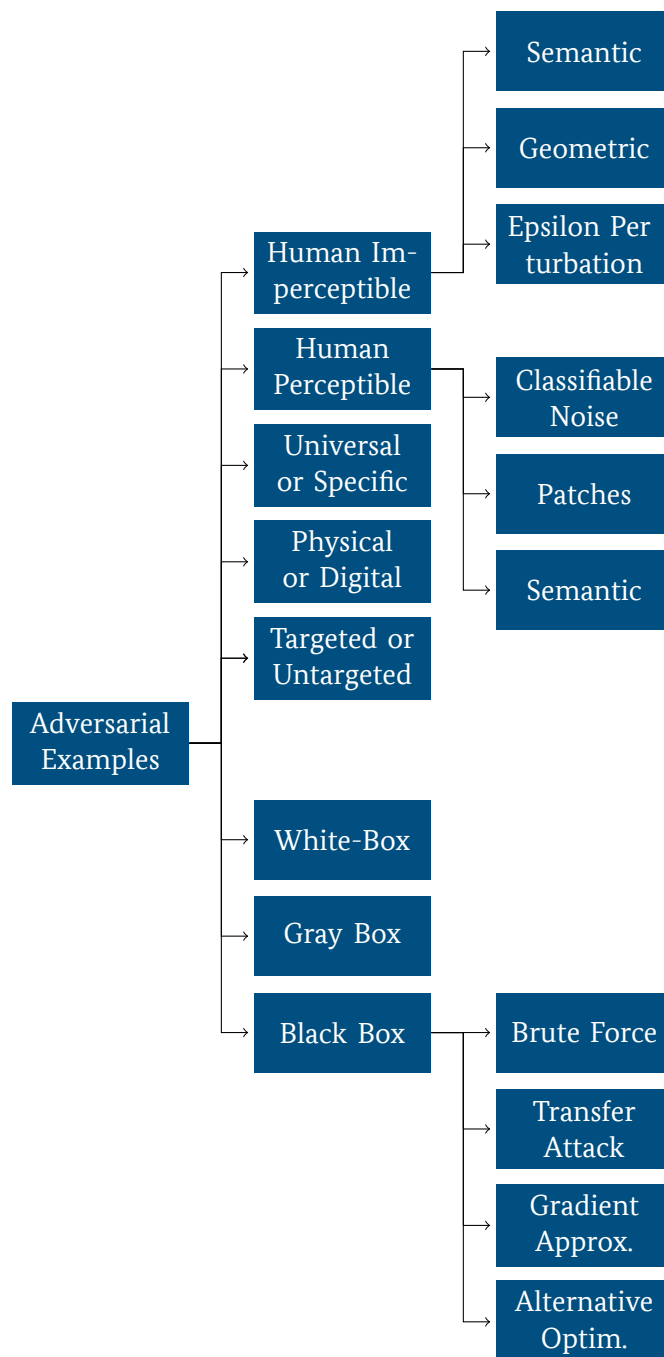 Semantic
Geometric
Epsilon Per
turbation
Human Im-
perceptible
Human
Perceptible
Classifiable
Noise
Universal
or Specific
Patches
Physical
or Digital
Semantic
Targeted or
Untargeted
Adversarial
Examples
White-Box
Gray Box
Black Box
Brute Force
Transfer
Attack
Gradient
Approx.
Alternative
Optim.